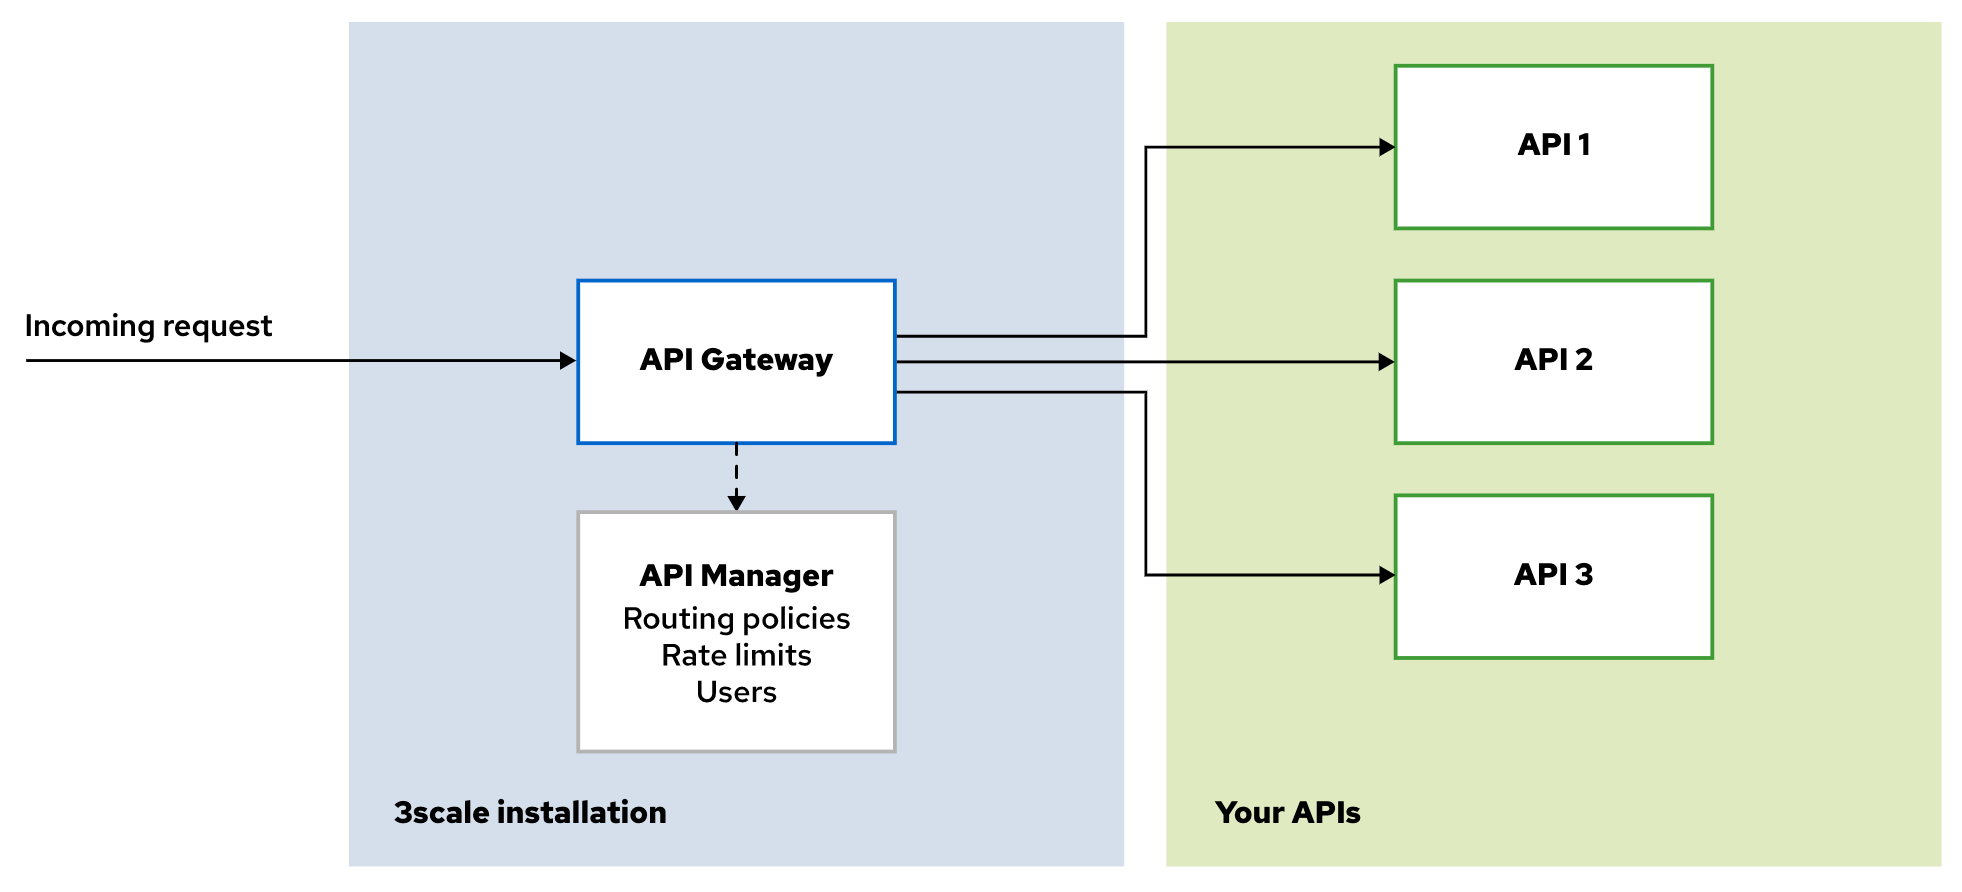 Incoming request
API Gateway
API Manager
Routing policies
Rate limits
Users
3scale installation
API 1
API 2
API 3
Your APIs